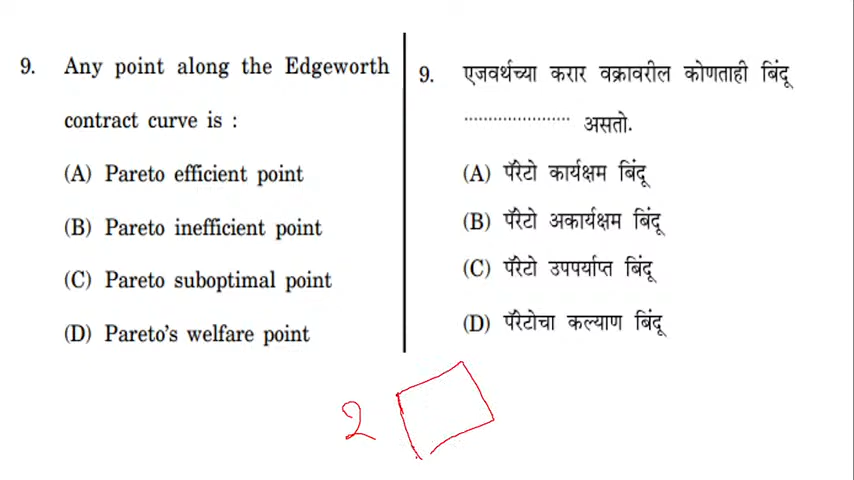 9. Any point along the Edgeworth
contract curve is :
(A) Pareto efficient point
(B) Pareto inefficient point
(C) Pareto suboptimal point
(D) Pareto's welfare point
9. एजवर्थच्या करार वक्रावरील कोणताही बिंदू
..................... असतो.
(A) पॅरेटो कार्यक्षम बिंदू
(B) पॅरेटो अकार्यक्षम बिंदू
(C) पॅरेटो उपपर्याप्त बिंदू
(D) पॅरेटोचा कल्याण बिंदू
2